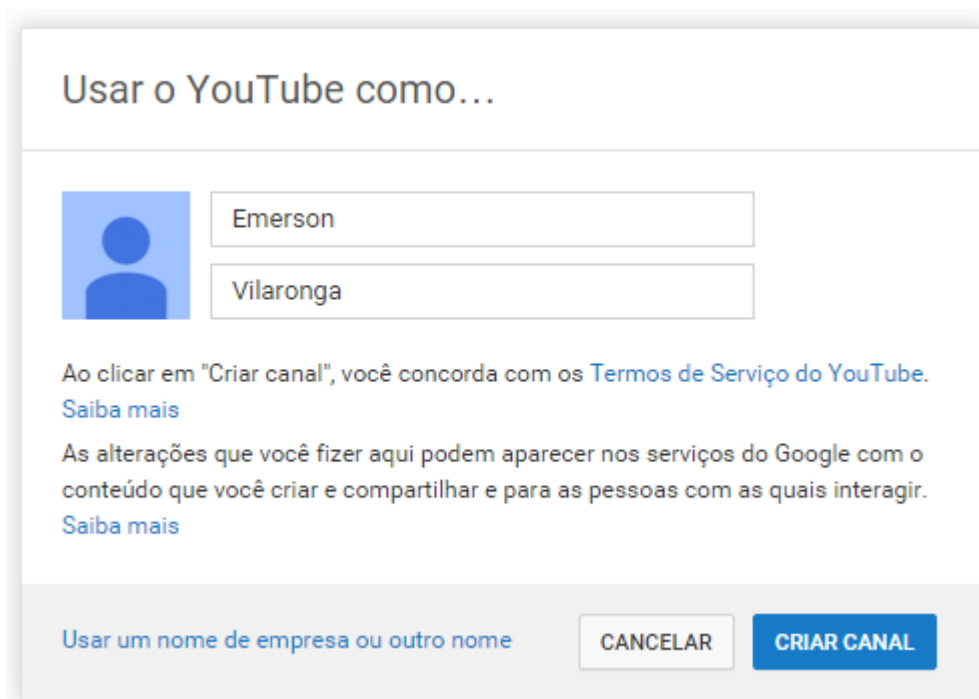 Usar o YouTube como...
Emerson
Vilaronga
Ao clicar em "Criar canal", você concorda com os Termos de Serviço do YouTube.
Saiba mais
As alterações que você fizer aqui podem aparecer nos serviços do Google com o
conteúdo que você criar e compartilhar e para as pessoas com as quais interagir.
Saiba mais
Usar um nome de empresa ou outro nome
CANCELAR
CRIAR CANAL